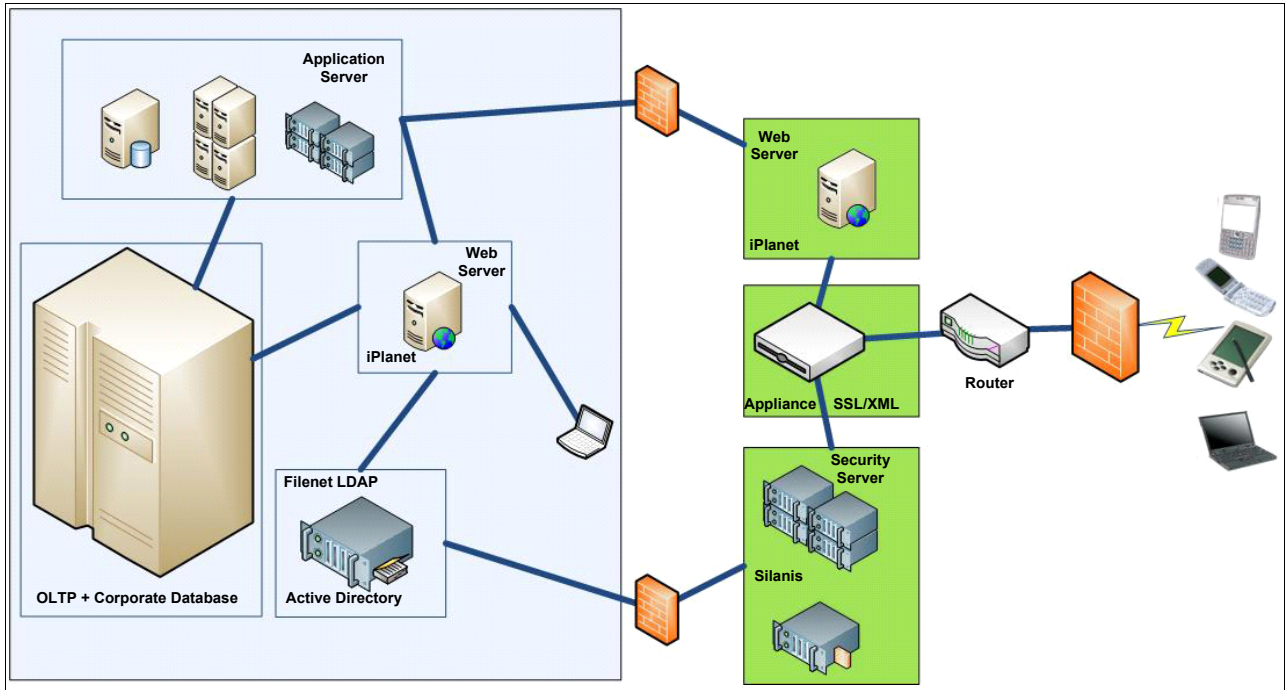 Application
Server
Web
Server
iPlanet
Web
Server
iPlanet
Appliance SSL/XML
Router
Filenet LDAP
Active Directory
OLTP + Corporate Database
Security
Server
Silanis